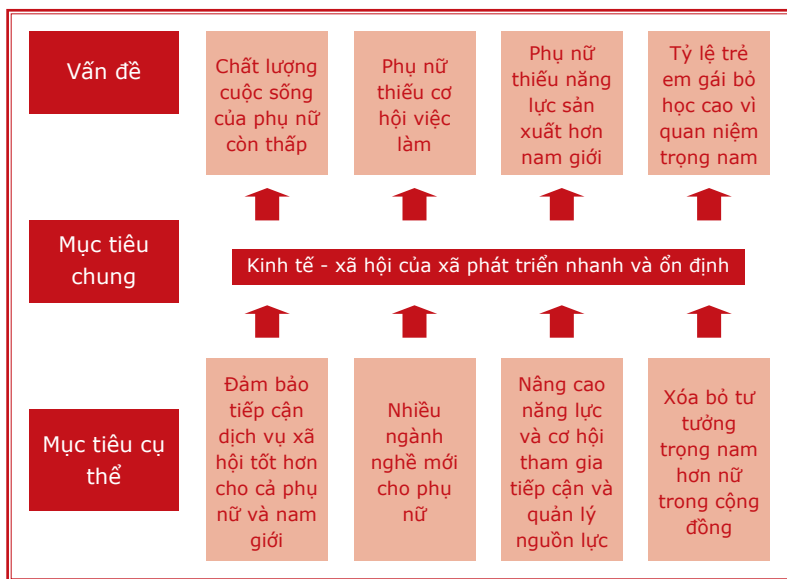 Vấn đề
Chất lượng
cuộc sống
của phụ nữ
còn thấp
Phụ nữ
thiếu cơ
hội việc
làm
Phụ nữ
thiếu năng
lực sản
xuất hơn
nam giới
Tỷ lệ trẻ
em gái bỏ
học cao vì
quan niệm
trọng nam
Mục tiêu
chung
Kinh tế - xã hội của xã phát triển nhanh và ổn định
Mục tiêu cụ
thể
Đảm bảo
tiếp cận
dịch vụ xã
hội tốt hơn
cho cả phụ
nữ và nam
giới
Nhiều
ngành
nghề mới
cho phụ
nữ
Nâng cao
năng lực
và cơ hội
tham gia
tiếp cận và
quản lý
nguồn lực
Xóa bỏ tư
tưởng
trọng nam
hơn nữ
trong cộng
đồng